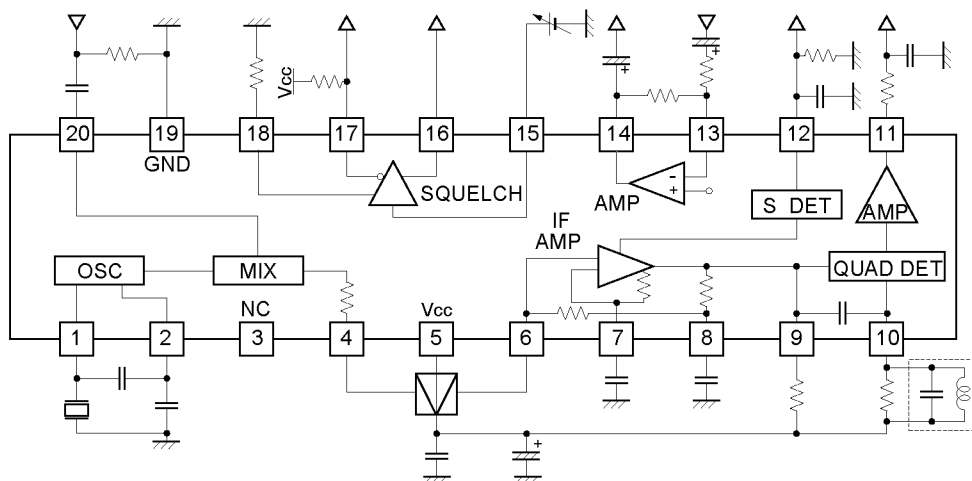 Vcc
20 19 18 17 16 15 14 13 12 11
GND
SQUELCH
AMP
- +
S DET
AMP
IF
AMP
OSC
MIX
QUAD DET
NC
Vcc
1 2 3 4 5 6 7 8 9 10
+
+
+